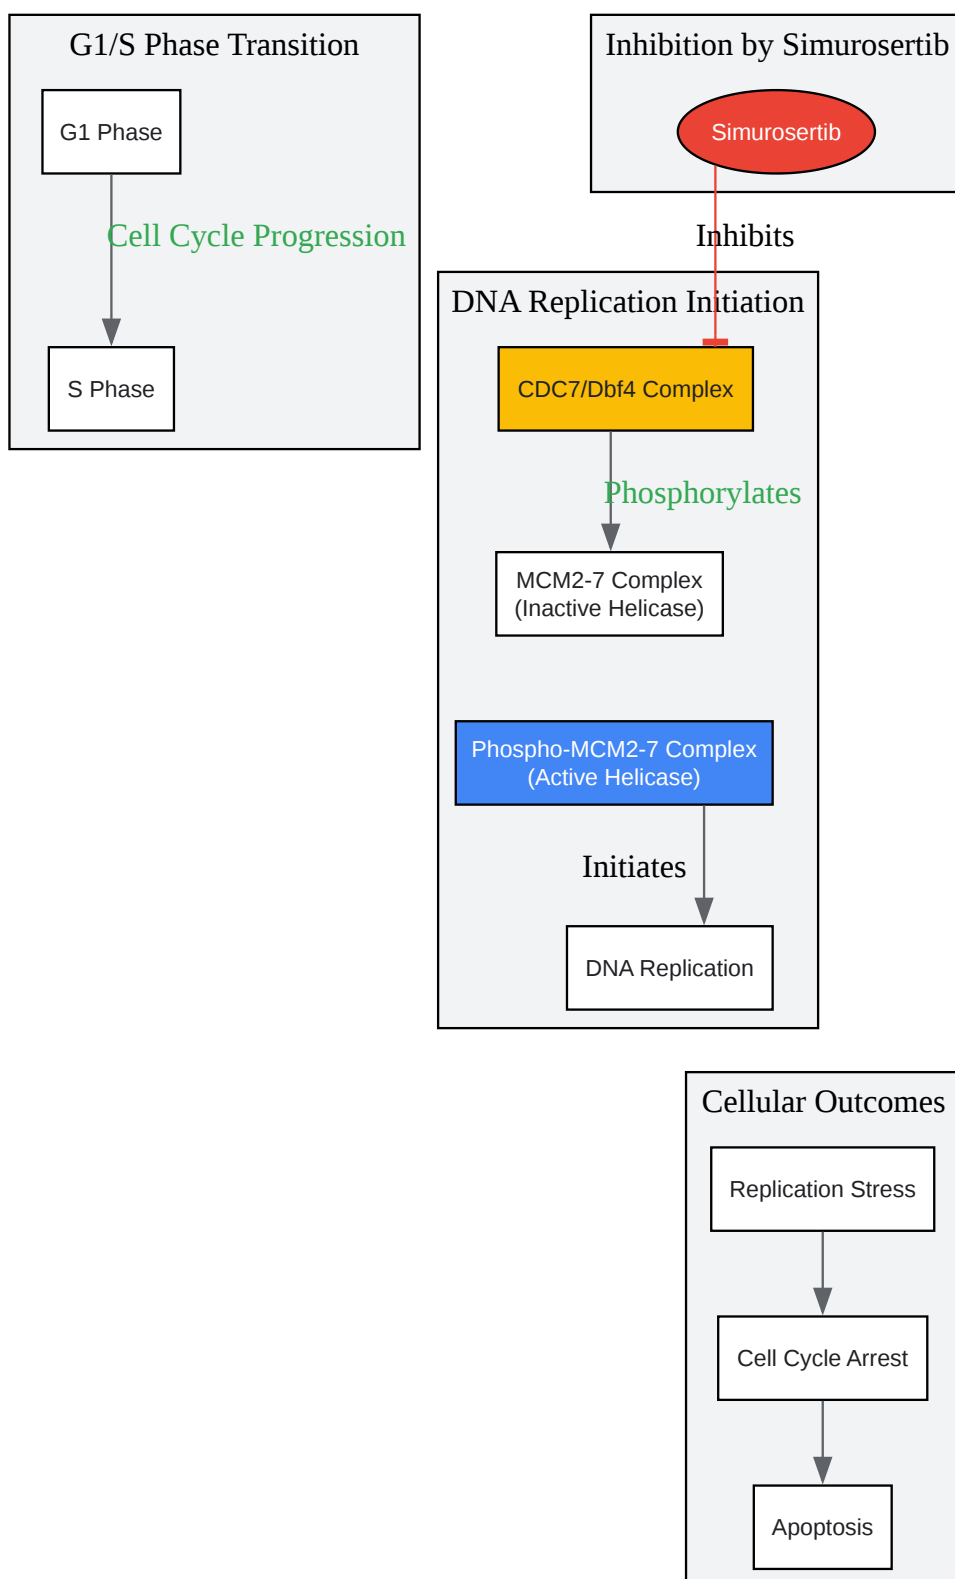 G1/S Phase Transition
G1 Phase
Cell Cycle Progression
S Phase
Inhibition by Simurosertib
Simurosertib
Inhibits
DNA Replication Initiation
CDC7/Dbf4 Complex
Phosphorylates
MCM2-7 Complex
(Inactive Helicase)
Phospho-MCM2-7 Complex
(Active Helicase)
Initiates
DNA Replication
Cellular Outcomes
Replication Stress
Cell Cycle Arrest
Apoptosis